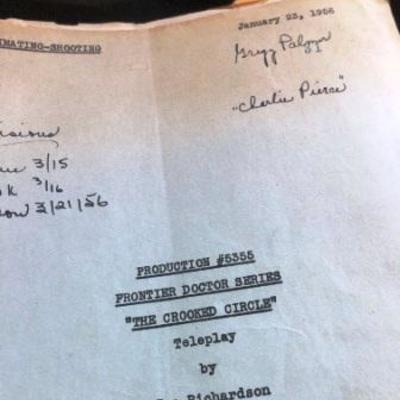 January 23, 1956
IMATING-SHOOTING
Gregg Palmer
"Charlie Pierce"
3/15
3/16
3/21/56
PRODUCTION #5355
FRONTIER DOCTOR SERIES
"THE CROOKED CIRCLE"
Teleplay
by
Richardson